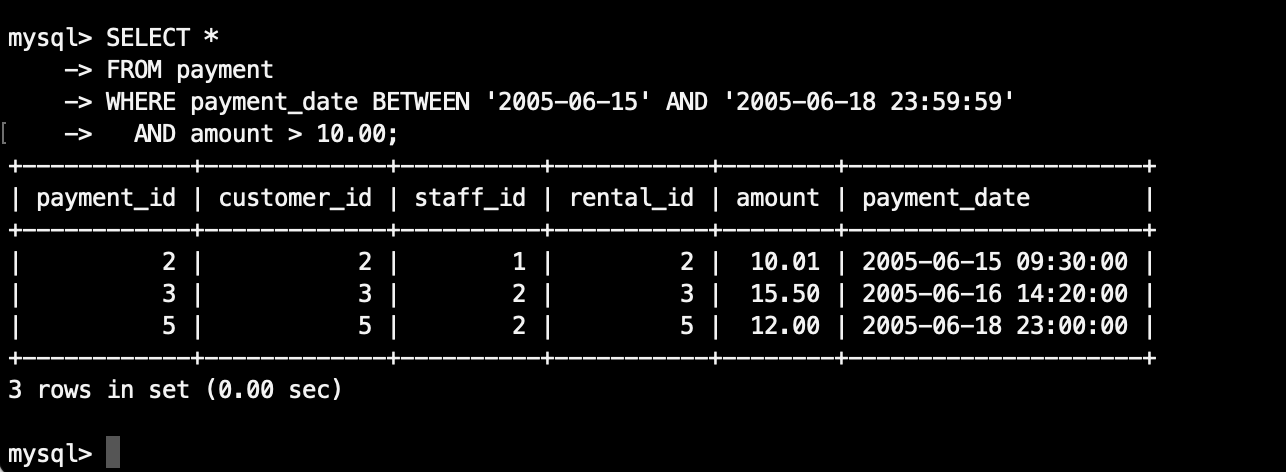 mysql> SELECT *
    -> FROM payment
    -> WHERE payment_date BETWEEN '2005-06-15' AND '2005-06-18 23:59:59'
[    ->   AND amount > 10.00;
+------------+-------------+----------+-----------+--------+---------------------+
| payment_id | customer_id | staff_id | rental_id | amount | payment_date        |
+------------+-------------+----------+-----------+--------+---------------------+
|          2 |           2 |        1 |         2 |  10.01 | 2005-06-15 09:30:00 |
|          3 |           3 |        2 |         3 |  15.50 | 2005-06-16 14:20:00 |
|          5 |           5 |        2 |         5 |  12.00 | 2005-06-18 23:00:00 |
+------------+-------------+----------+-----------+--------+---------------------+
3 rows in set (0.00 sec)
mysql>